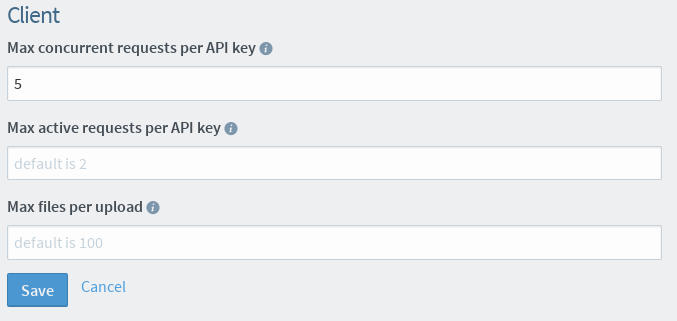 Client
Max concurrent requests per API key
5
Max active requests per API key
default is 2
Max files per upload
default is 100
Save Cancel